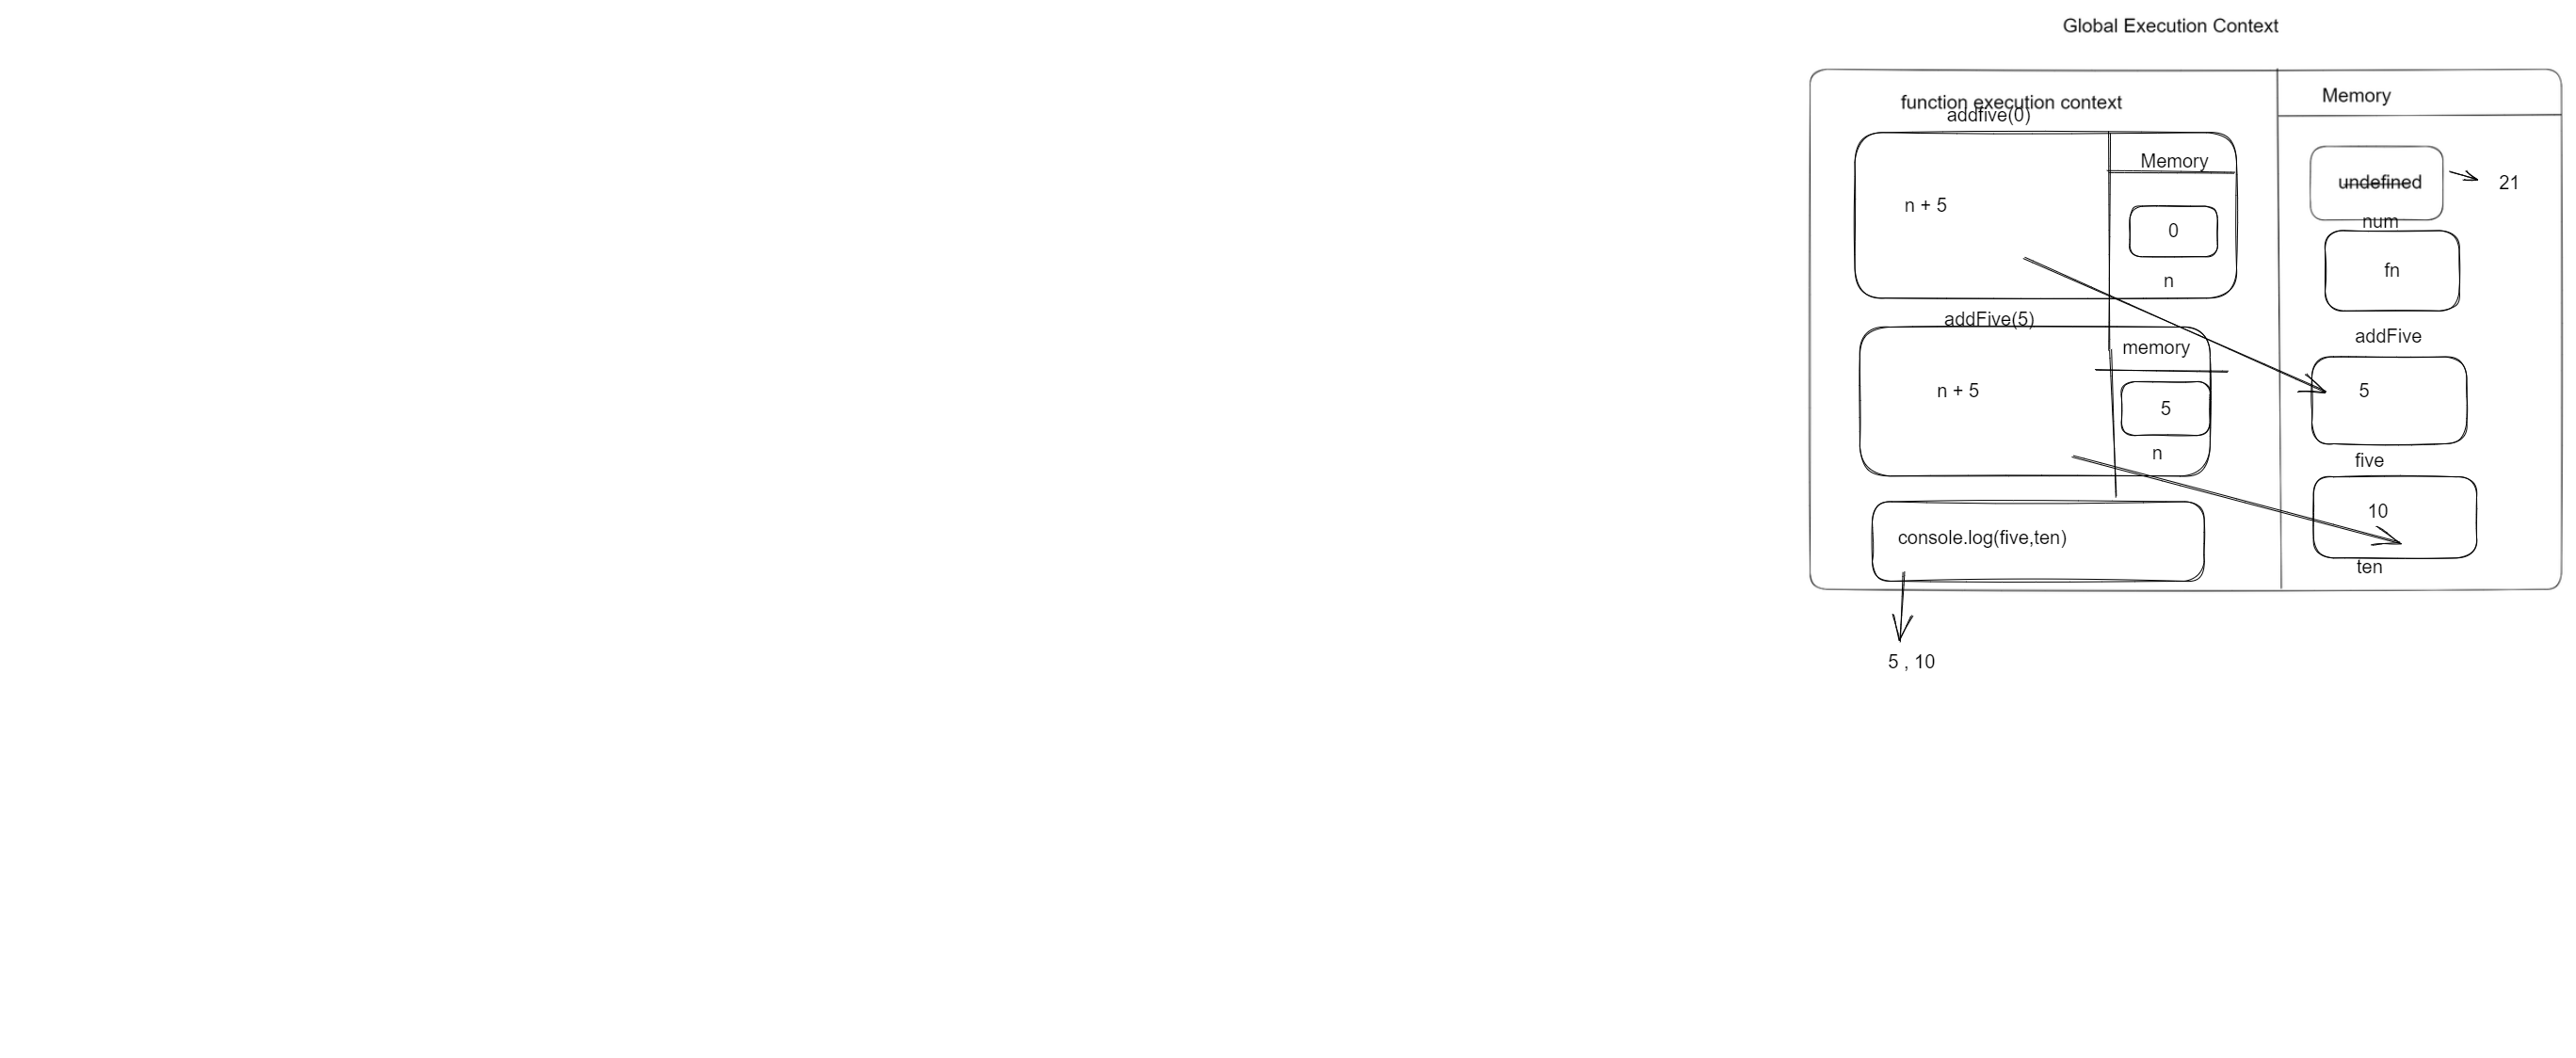 Global Execution Context
function execution context
addfive(0)
n + 5
Memory
0
n
addFive(5)
n + 5
memory
5
n
console.log(five,ten)
5 , 10
Memory
undefined
21
num
fn
addFive
5
five
10
ten